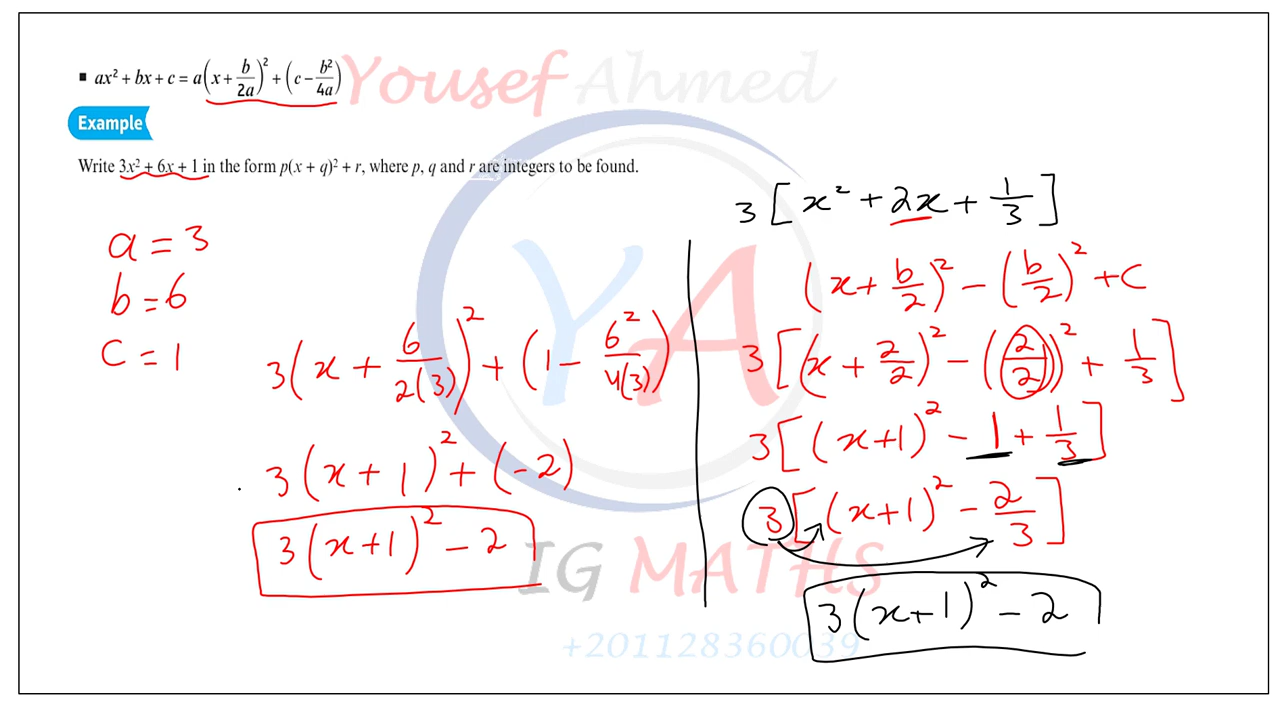 ▪ ax² + bx + c = a(x + b/2a)² + (c − b²/4a)
Yousef Ahmed
Example
Write 3x² + 6x + 1 in the form p(x + q)² + r, where p, q and r are integers to be found.
a = 3
b = 6
c = 1
3(x + 6/2(3))² + (1 − 6²/4(3))
3(x + 1)² + (−2)
3(x+1)² − 2
3[x² + 2x + 1/3]
(x + b/2)² − (b/2)² + c
3[(x + 2/2)² − (2/2)² + 1/3]
3[(x+1)² − 1 + 1/3]
3[(x+1)² − 2/3]
3(x+1)² − 2
YA
IG MATHS
+201128360039